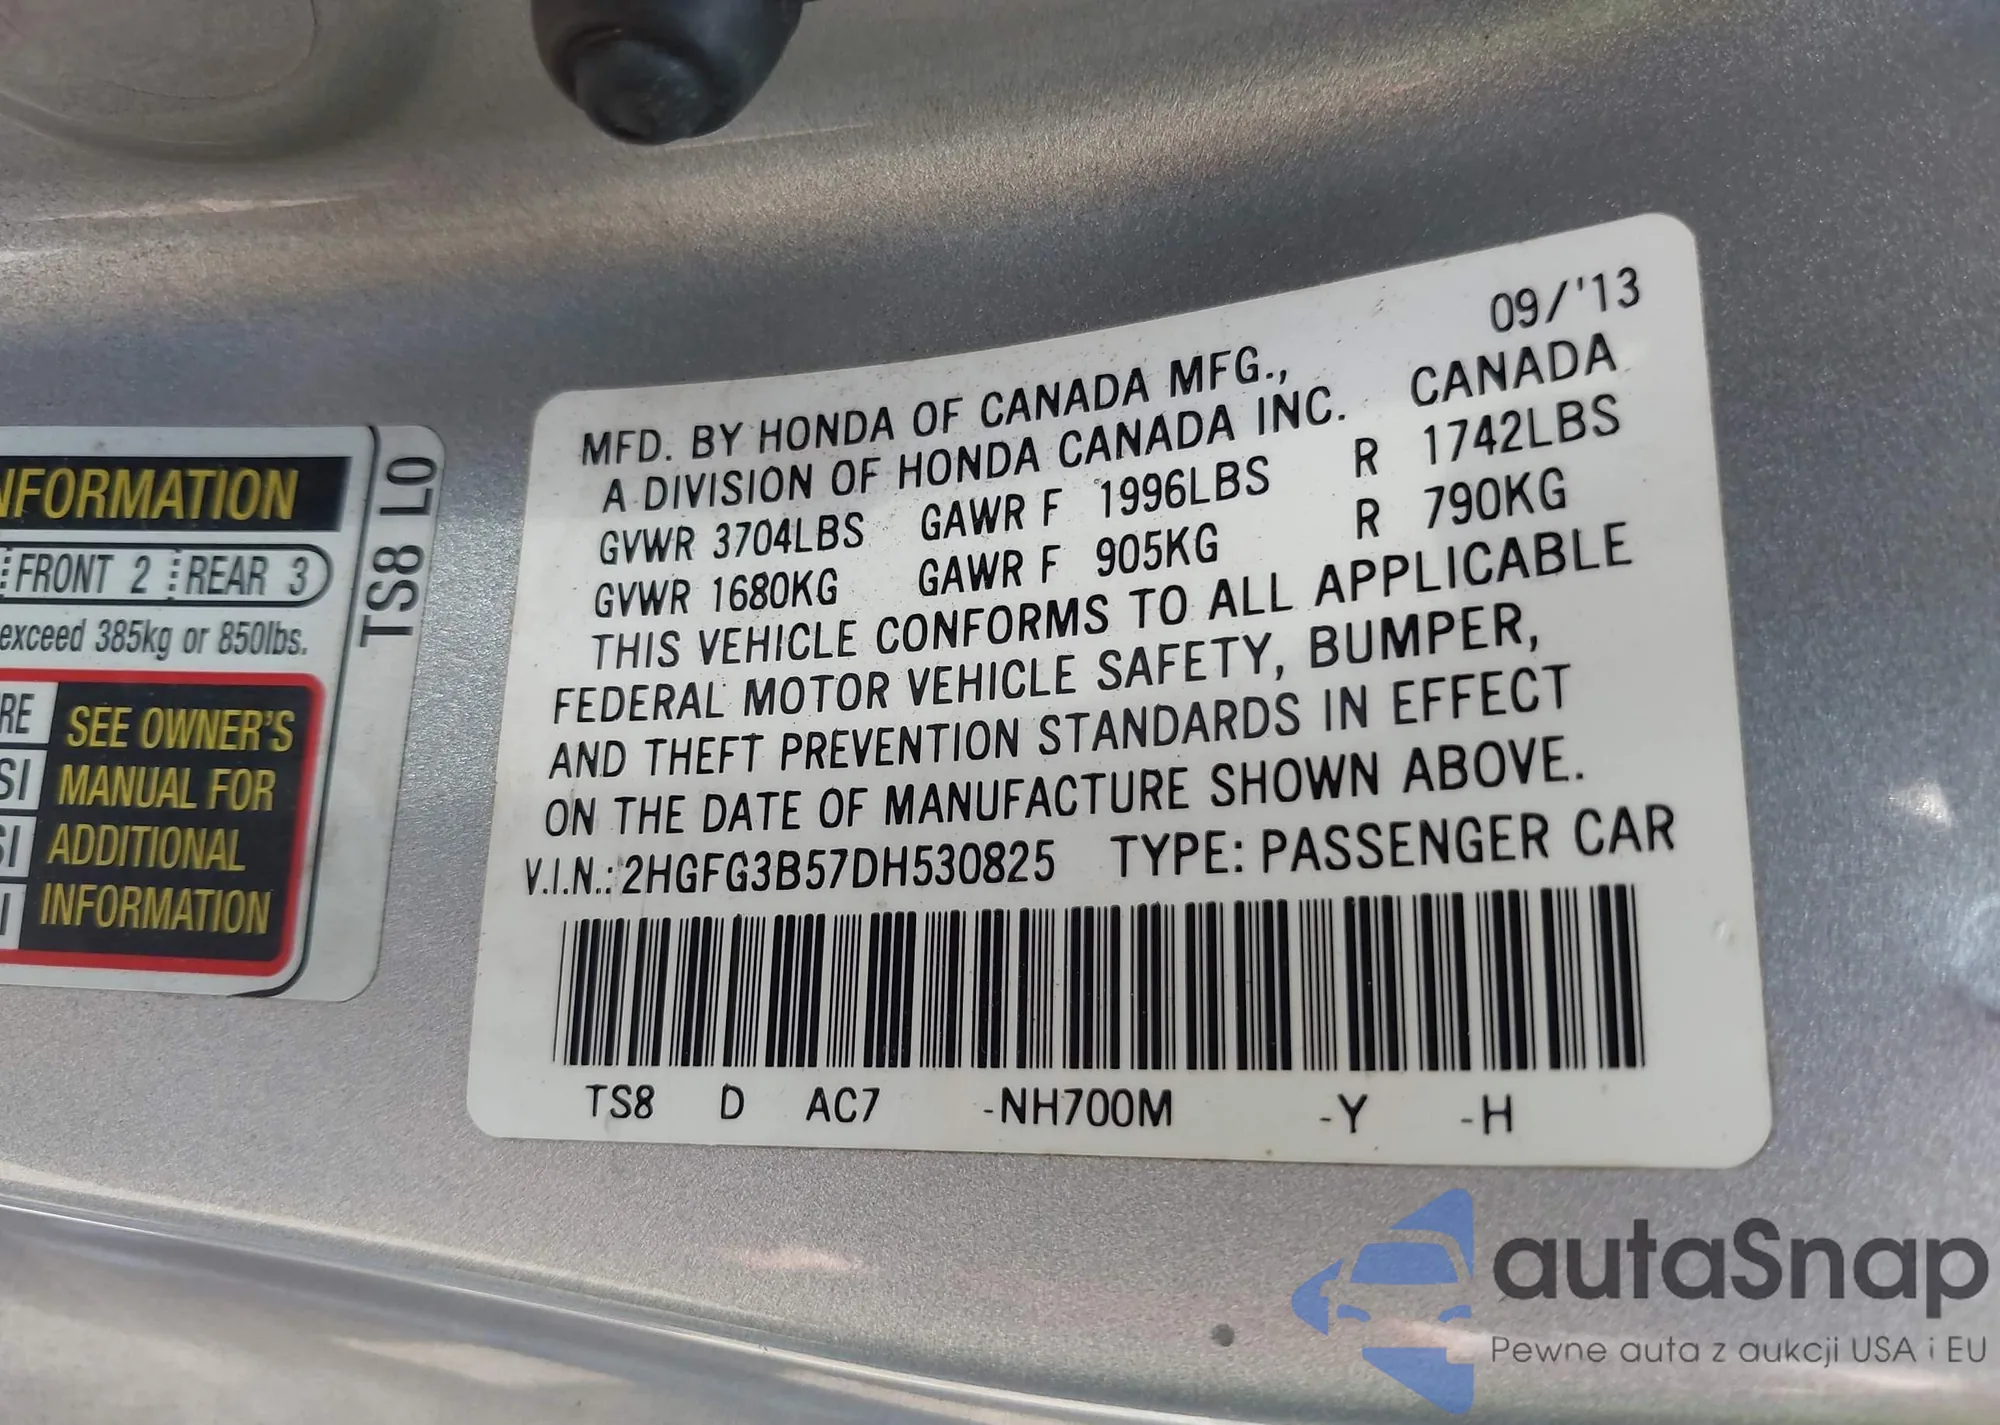 NFORMATION
FRONT 2 REAR 3
exceed 385kg or 850lbs.
RE
SI
SI
I
SEE OWNER'S
MANUAL FOR
ADDITIONAL
INFORMATION
TS8 L0
09/'13
MFD. BY HONDA OF CANADA MFG.,
A DIVISION OF HONDA CANADA INC. CANADA
GVWR 3704LBS GAWR F 1996LBS R 1742LBS
GVWR 1680KG GAWR F 905KG R 790KG
THIS VEHICLE CONFORMS TO ALL APPLICABLE
FEDERAL MOTOR VEHICLE SAFETY, BUMPER,
AND THEFT PREVENTION STANDARDS IN EFFECT
ON THE DATE OF MANUFACTURE SHOWN ABOVE.
V.I.N.: 2HGFG3B57DH530825 TYPE: PASSENGER CAR
TS8 D AC7 -NH700M -Y -H
autaSnap
Pewne auta z aukcji USA i EU